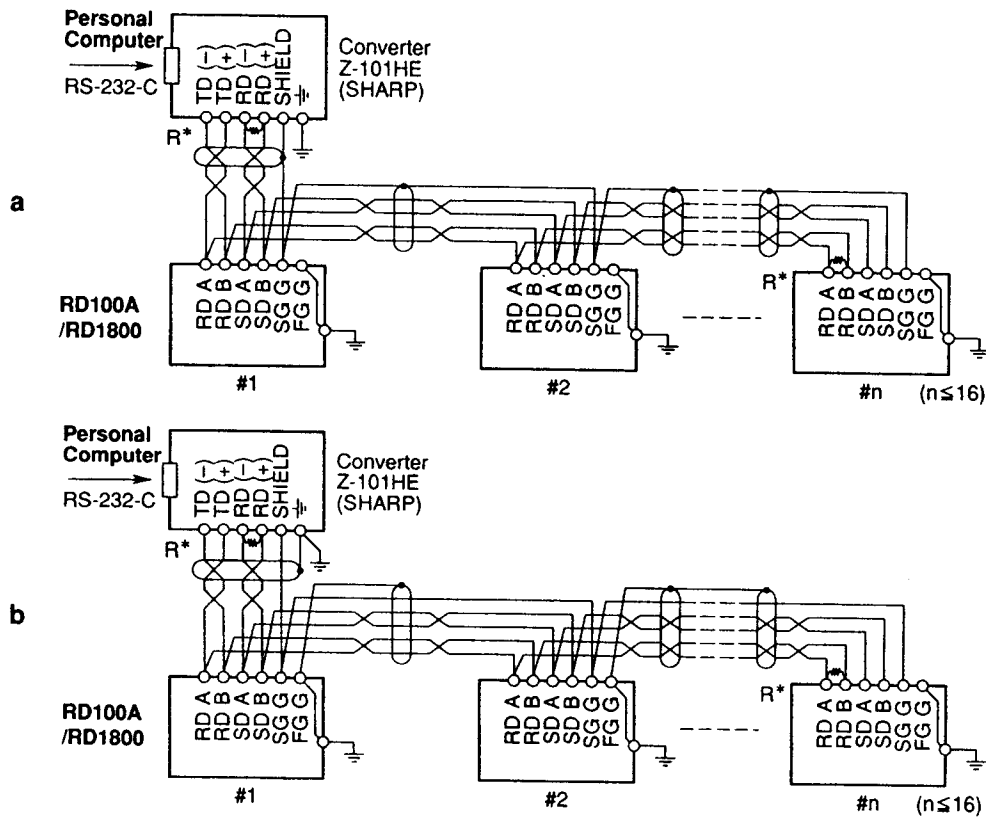 Personal
Computer
RS-232-C
TD (−)
TD (+)
RD (−)
RD (+)
SHIELD
Converter
Z-101HE
(SHARP)
R*
a
RD100A
/RD1800
RD A
RD B
SD A
SD B
SG G
FG G
#1
RD A
RD B
SD A
SD B
SG G
FG G
#2
R*
RD A
RD B
SD A
SD B
SG G
FG G
#n
(n≦16)
Personal
Computer
RS-232-C
TD (−)
TD (+)
RD (−)
RD (+)
SHIELD
Converter
Z-101HE
(SHARP)
R*
b
RD100A
/RD1800
RD A
RD B
SD A
SD B
SG G
FG G
#1
RD A
RD B
SD A
SD B
SG G
FG G
#2
R*
RD A
RD B
SD A
SD B
SG G
FG G
#n
(n≦16)